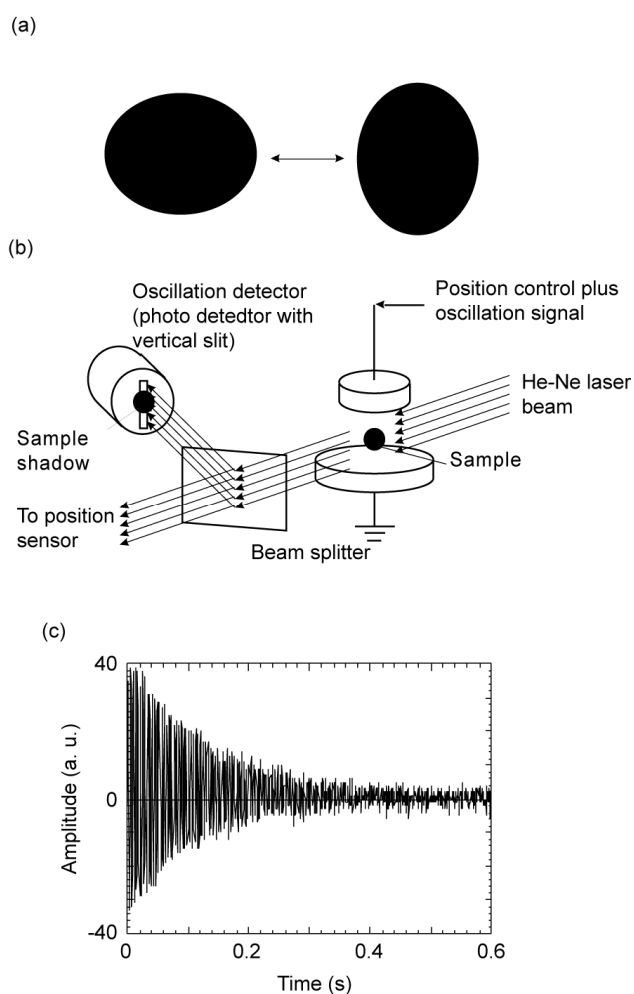 (a)
(b)
Oscillation detector
(photo detedtor with
vertical slit)
Position control plus
oscillation signal
He-Ne laser
beam
Sample
shadow
Sample
To position
sensor
Beam splitter
(c)
40
0
-40
Amplitude (a. u.)
0
0.2
0.4
0.6
Time (s)